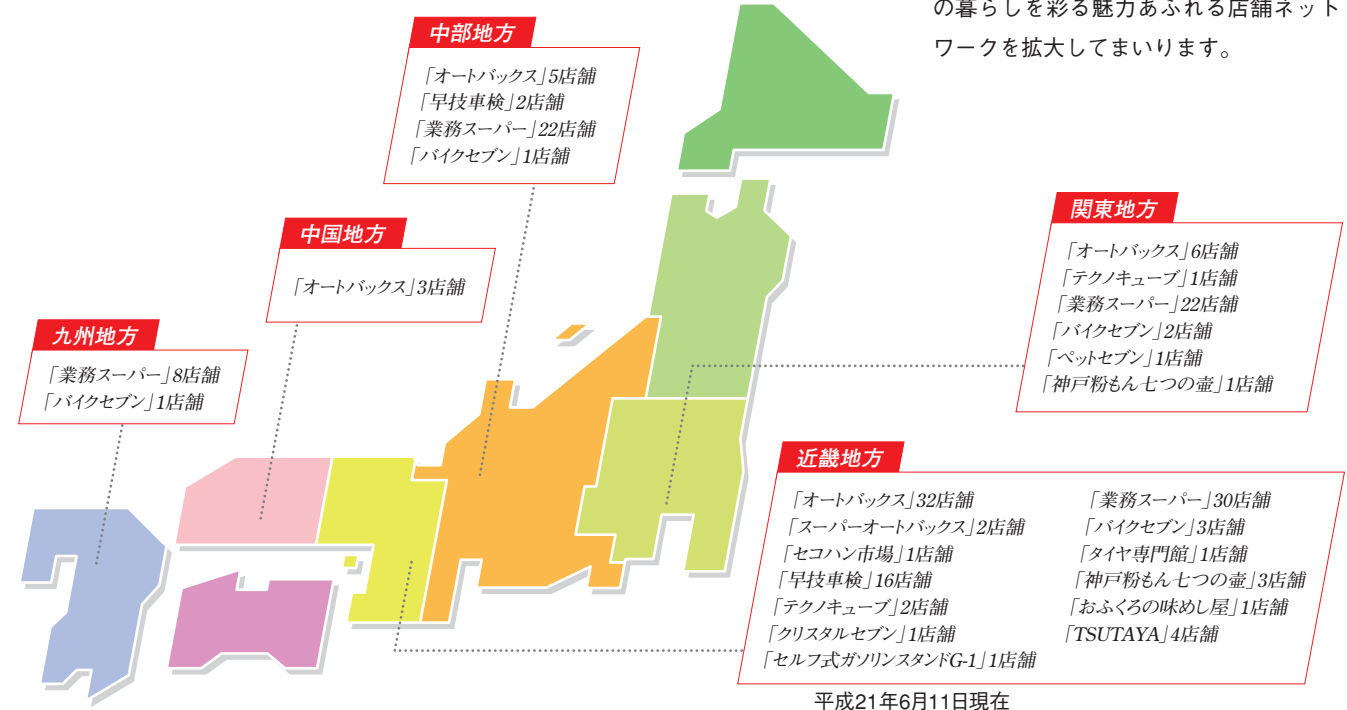 の暮らしを彩る魅力あふれる店舗ネット
ワークを拡大してまいります。
中部地方
「オートバックス」5店舗
「早技車検」2店舗
「業務スーパー」22店舗
「バイクセブン」1店舗
中国地方
「オートバックス」3店舗
九州地方
「業務スーパー」8店舗
「バイクセブン」1店舗
関東地方
「オートバックス」6店舗
「テクノキューブ」1店舗
「業務スーパー」22店舗
「バイクセブン」2店舗
「ペットセブン」1店舗
「神戸粉もん七つの壷」1店舗
近畿地方
「オートバックス」32店舗
「スーパーオートバックス」2店舗
「セコハン市場」1店舗
「早技車検」16店舗
「テクノキューブ」2店舗
「クリスタルセブン」1店舗
「セルフ式ガソリンスタンドG-1」1店舗
「業務スーパー」30店舗
「バイクセブン」3店舗
「タイヤ専門館」1店舗
「神戸粉もん七つの壷」3店舗
「おふくろの味めし屋」1店舗
「TSUTAYA」4店舗
平成21年6月11日現在